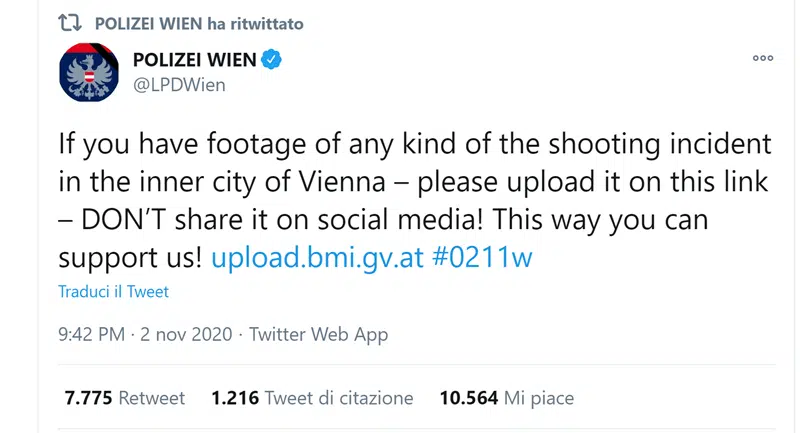 POLIZEI WIEN ha ritwittato
POLIZEI WIEN
@LPDWien
If you have footage of any kind of the shooting incident
in the inner city of Vienna – please upload it on this link
– DON’T share it on social media! This way you can
support us! upload.bmi.gv.at #0211w
Traduci il Tweet
9:42 PM · 2 nov 2020 · Twitter Web App
7.775 Retweet 1.216 Tweet di citazione 10.564 Mi piace